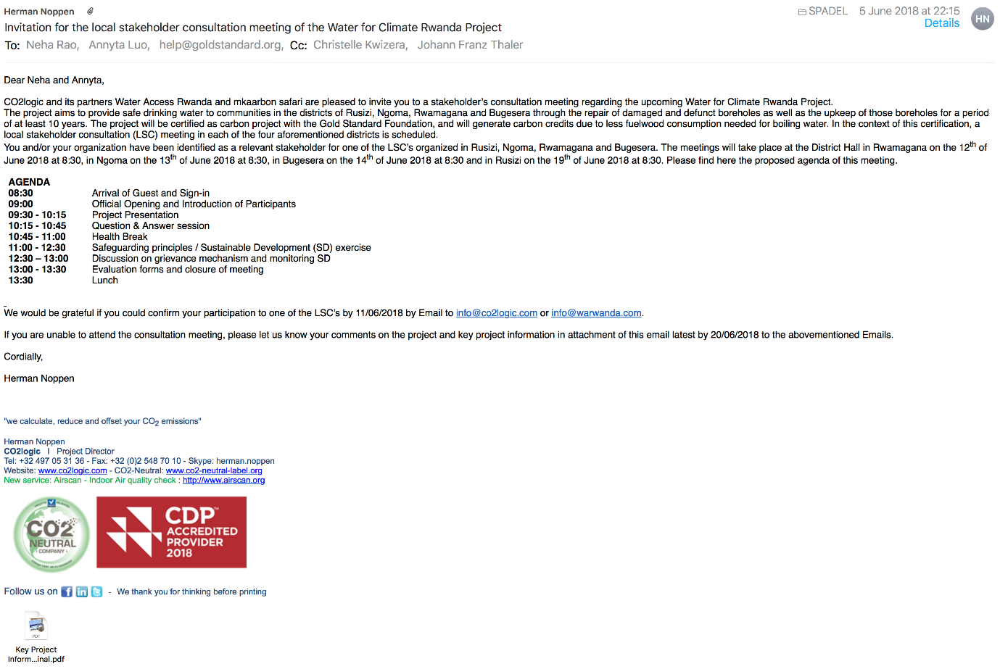 Herman Noppen
SPADEL 5 June 2018 at 22:15
Details
HN
Invitation for the local stakeholder consultation meeting of the Water for Climate Rwanda Project
To: Neha Rao, Annyta Luo, help@goldstandard.org, Cc: Christelle Kwizera, Johann Franz Thaler
Dear Neha and Annyta,
CO2logic and its partners Water Access Rwanda and mkaarbon safari are pleased to invite you to a stakeholder's consultation meeting regarding the upcoming Water for Climate Rwanda Project.
The project aims to provide safe drinking water to communities in the districts of Rusizi, Ngoma, Rwamagana and Bugesera through the repair of damaged and defunct boreholes as well as the upkeep of those boreholes for a period
of at least 10 years. The project will be certified as carbon project with the Gold Standard Foundation, and will generate carbon credits due to less fuelwood consumption needed for boiling water. In the context of this certification, a
local stakeholder consultation (LSC) meeting in each of the four aforementioned districts is scheduled.
You and/or your organization have been identified as a relevant stakeholder for one of the LSC's organized in Rusizi, Ngoma, Rwamagana and Bugesera. The meetings will take place at the District Hall in Rwamagana on the 12th of
June 2018 at 8:30, in Ngoma on the 13th of June 2018 at 8:30, in Bugesera on the 14th of June 2018 at 8:30 and in Rusizi on the 19th of June 2018 at 8:30. Please find here the proposed agenda of this meeting.
AGENDA
08:30 Arrival of Guest and Sign-in
09:00 Official Opening and Introduction of Participants
09:30 - 10:15 Project Presentation
10:15 - 10:45 Question & Answer session
10:45 - 11:00 Health Break
11:00 - 12:30 Safeguarding principles / Sustainable Development (SD) exercise
12:30 – 13:00 Discussion on grievance mechanism and monitoring SD
13:00 - 13:30 Evaluation forms and closure of meeting
13:30 Lunch
We would be grateful if you could confirm your participation to one of the LSC's by 11/06/2018 by Email to info@co2logic.com or info@warwanda.com.
If you are unable to attend the consultation meeting, please let us know your comments on the project and key project information in attachment of this email latest by 20/06/2018 to the abovementioned Emails.
Cordially,
Herman Noppen
"we calculate, reduce and offset your CO2 emissions"
Herman Noppen
CO2logic I Project Director
Tel: +32 497 05 31 36 - Fax: +32 (0)2 548 70 10 - Skype: herman.noppen
Website: www.co2logic.com - CO2-Neutral: www.co2-neutral-label.org
New service: Airscan - Indoor Air quality check : http://www.airscan.org
CO2
NEUTRAL
COMPANY
CDP™
ACCREDITED
PROVIDER
2018
Follow us on f in t - We thank you for thinking before printing
PDF
Key Project
Inform...inal.pdf